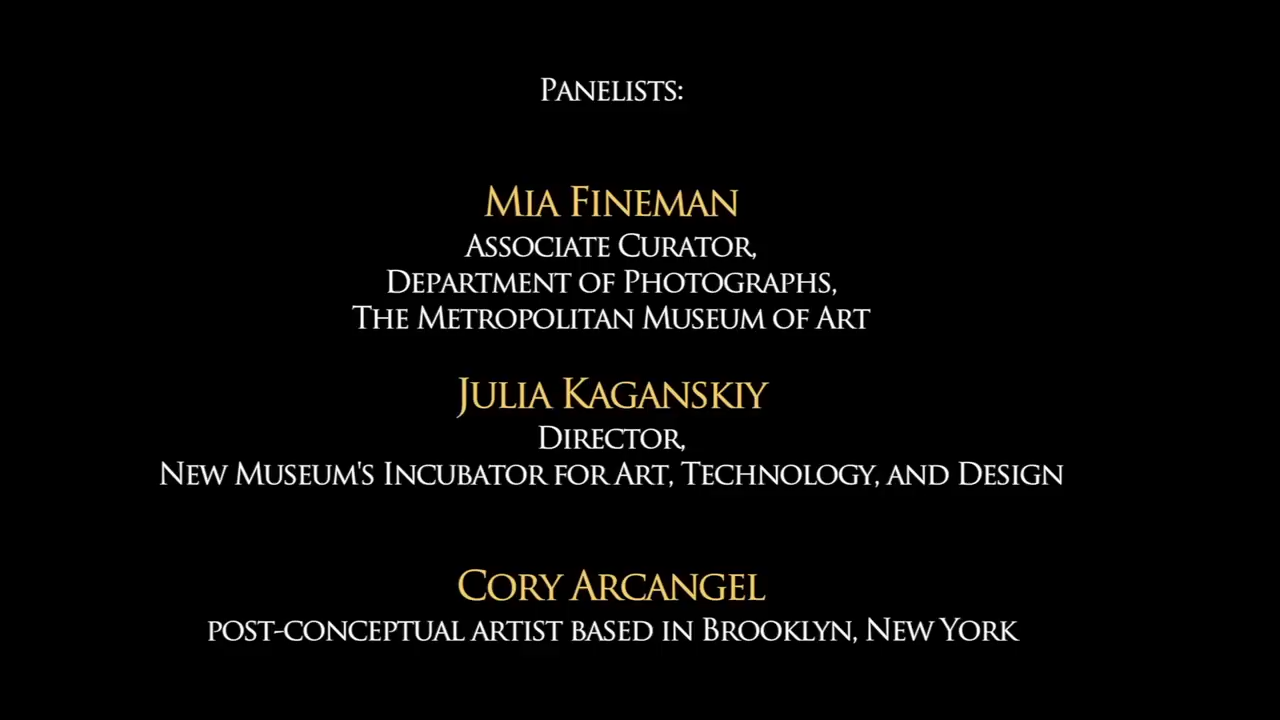 Panelists:
Mia Fineman
Associate Curator,
Department of Photographs,
The Metropolitan Museum of Art
Julia Kaganskiy
Director,
New Museum's Incubator for Art, Technology, and Design
Cory Arcangel
post-conceptual artist based in Brooklyn, New York